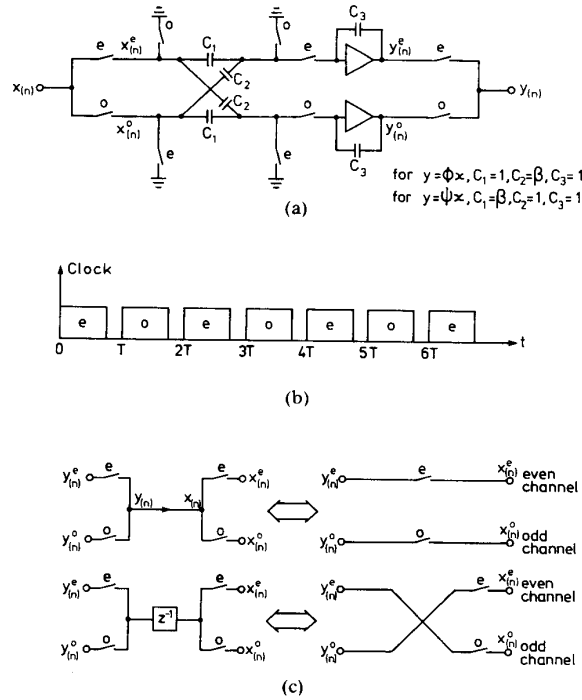 o
o
e
x(n)^e
C1
C2
C2
C1
e
C3
y(n)^e
e
x(n)
o
x(n)^o
o
y(n)^o
o
y(n)
e
e
C3
for y=Φx, C1=1, C2=β, C3=1
for y=Ψx, C1=β, C2=1, C3=1
(a)
Clock
e o e o e o e
0 T 2T 3T 4T 5T 6T t
(b)
y(n)^e e e x(n)^e y(n)^e e x(n)^e even channel
y(n) x(n)
y(n)^o o o x(n)^o y(n)^o o x(n)^o odd channel
y(n)^e e e x(n)^e y(n)^e e x(n)^e even channel
z^-1
y(n)^o o o x(n)^o y(n)^o o x(n)^o odd channel
(c)